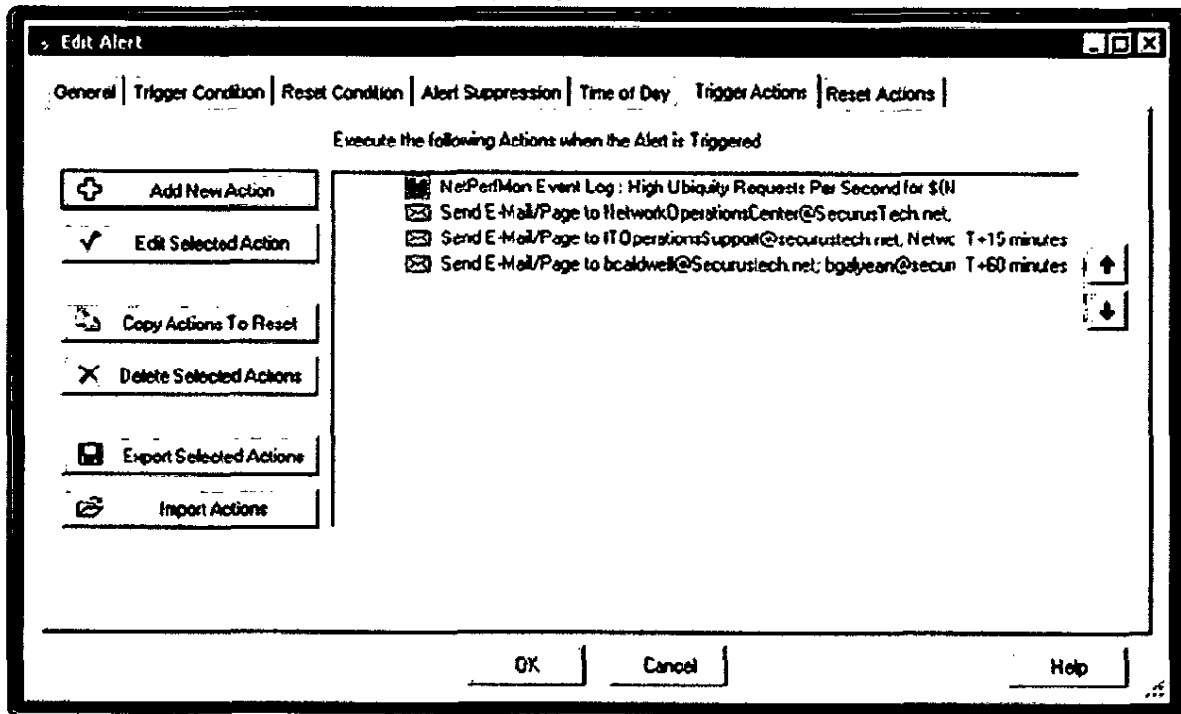 Edit Alert
General | Trigger Condition | Reset Condition | Alert Suppression | Time of Day | Trigger Actions | Reset Actions
Execute the following Actions when the Alert is Triggered
Add New Action
NetPerfMon Event Log : High Ubiquity Requests Per Second for $(N
Send E-Mail/Page to NetworkOperationsCenter@SecurusTech.net,
Edit Selected Action
Send E-Mail/Page to ITOperationsSupport@securustech.net, Netwc T+15 minutes
Send E-Mail/Page to bcaldwell@Securustech.net; bgalyean@secun T+60 minutes
Copy Actions To Reset
Delete Selected Actions
Export Selected Actions
Import Actions
OK
Cancel
Help